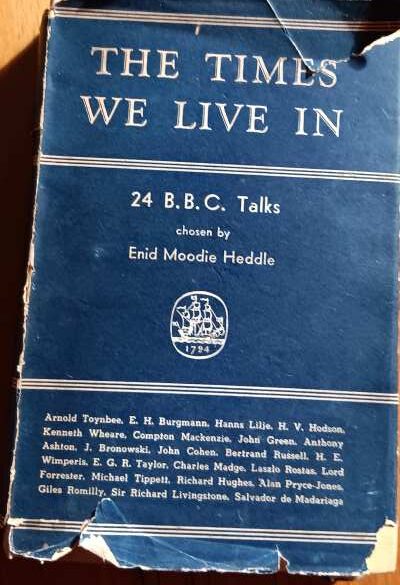 THE TIMES
WE LIVE IN
24 B.B.C. Talks
chosen by
Enid Moodie Heddle
1794
Arnold Toynbee, E. H. Burgmann, Hanns Lilje, H. V. Hodson,
Kenneth Wheare, Compton Mackenzie, John Green, Anthony
Ashton, J. Bronowski, John Cohen, Bertrand Russell, H. E.
Wimperis, E. G. R. Taylor, Charles Madge, Laszlo Rostas, Lord
Forrester, Michael Tippett, Richard Hughes, Alan Pryce-Jones,
Giles Romilly, Sir Richard Livingstone, Salvador de Madariaga